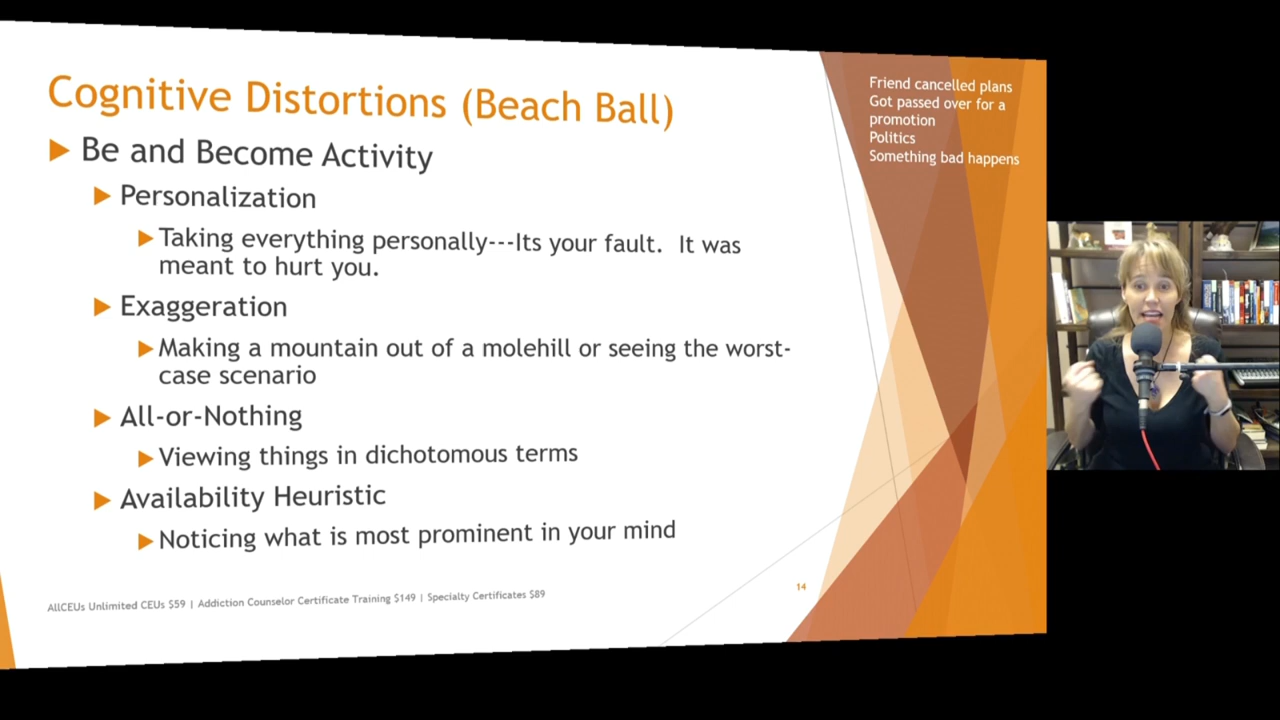 Cognitive Distortions (Beach Ball)
Be and Become Activity
Personalization
Taking everything personally---Its your fault. It was
meant to hurt you.
Exaggeration
Making a mountain out of a molehill or seeing the worst-
case scenario
All-or-Nothing
Viewing things in dichotomous terms
Availability Heuristic
Noticing what is most prominent in your mind
AllCEUs Unlimited CEUs $59 | Addiction Counselor Certificate Training $149 | Specialty Certificates $89
14
Friend cancelled plans
Got passed over for a
promotion
Politics
Something bad happens